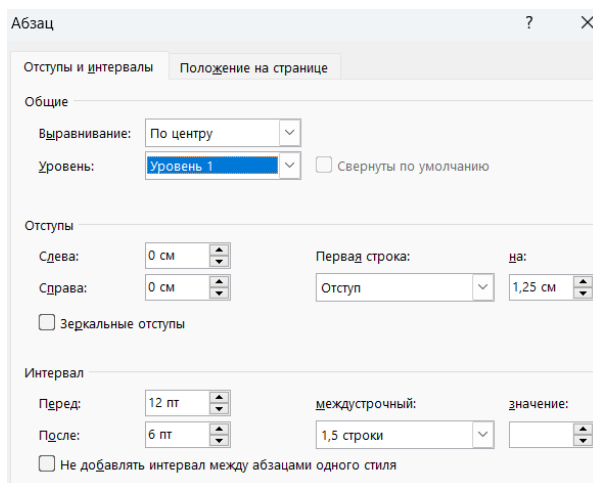 Абзац ?
Отступы и интервалы Положение на странице
Общие
Выравнивание: По центру
Уровень: Уровень 1 Свернуты по умолчанию
Отступы
Слева: 0 см Первая строка: на:
Справа: 0 см Отступ 1,25 см
Зеркальные отступы
Интервал
Перед: 12 пт междустрочный: значение:
После: 6 пт 1,5 строки
Не добавлять интервал между абзацами одного стиля